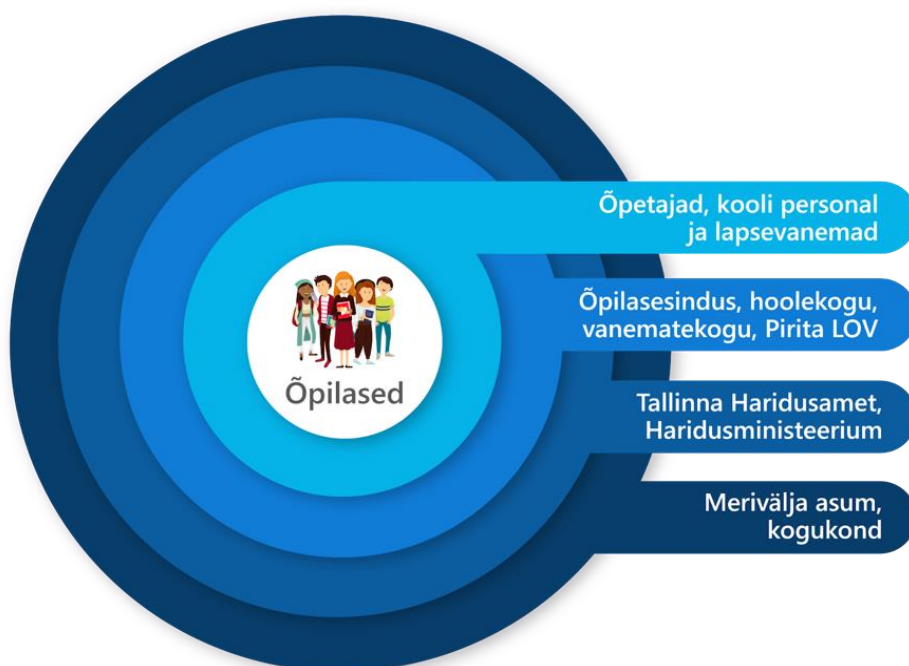 Õpilased
Õpetajad, kooli personal
ja lapsevanemad
Õpilasesindus, hoolekogu,
vanematekogu, Pirita LOV
Tallinna Haridusamet,
Haridusministeerium
Merivälja asum,
kogukond